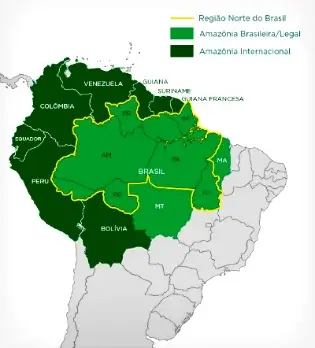 Região Norte do Brasil
Amazônia Brasileira/Legal
Amazônia Internacional
VENEZUELA
GUIANA
SURINAME
GUIANA FRANCESA
COLÔMBIA
RR
AP
EQUADOR
AM
PA
MA
BRASIL
PERU
RO
TO
MT
BOLÍVIA